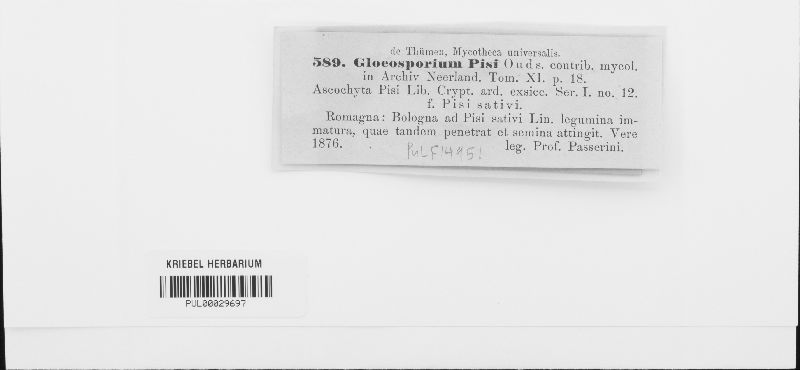 de Thümen, Mycotheca universalis.
589. Gloeosporium Pisi Ouds. contrib. mycol.
in Archiv Neerland. Tom. XI. p. 18.
Ascochyta Pisi Lib. Crypt. ard. exsicc. Ser. I. no. 12.
f. Pisi sativi.
Romagna: Bologna ad Pisi sativi Lin. legumina im-
matura, quae tandem penetrat et semina attingit. Vere
1876. leg. Prof. Passerini.
KRIEBEL HERBARIUM
PUL00029697